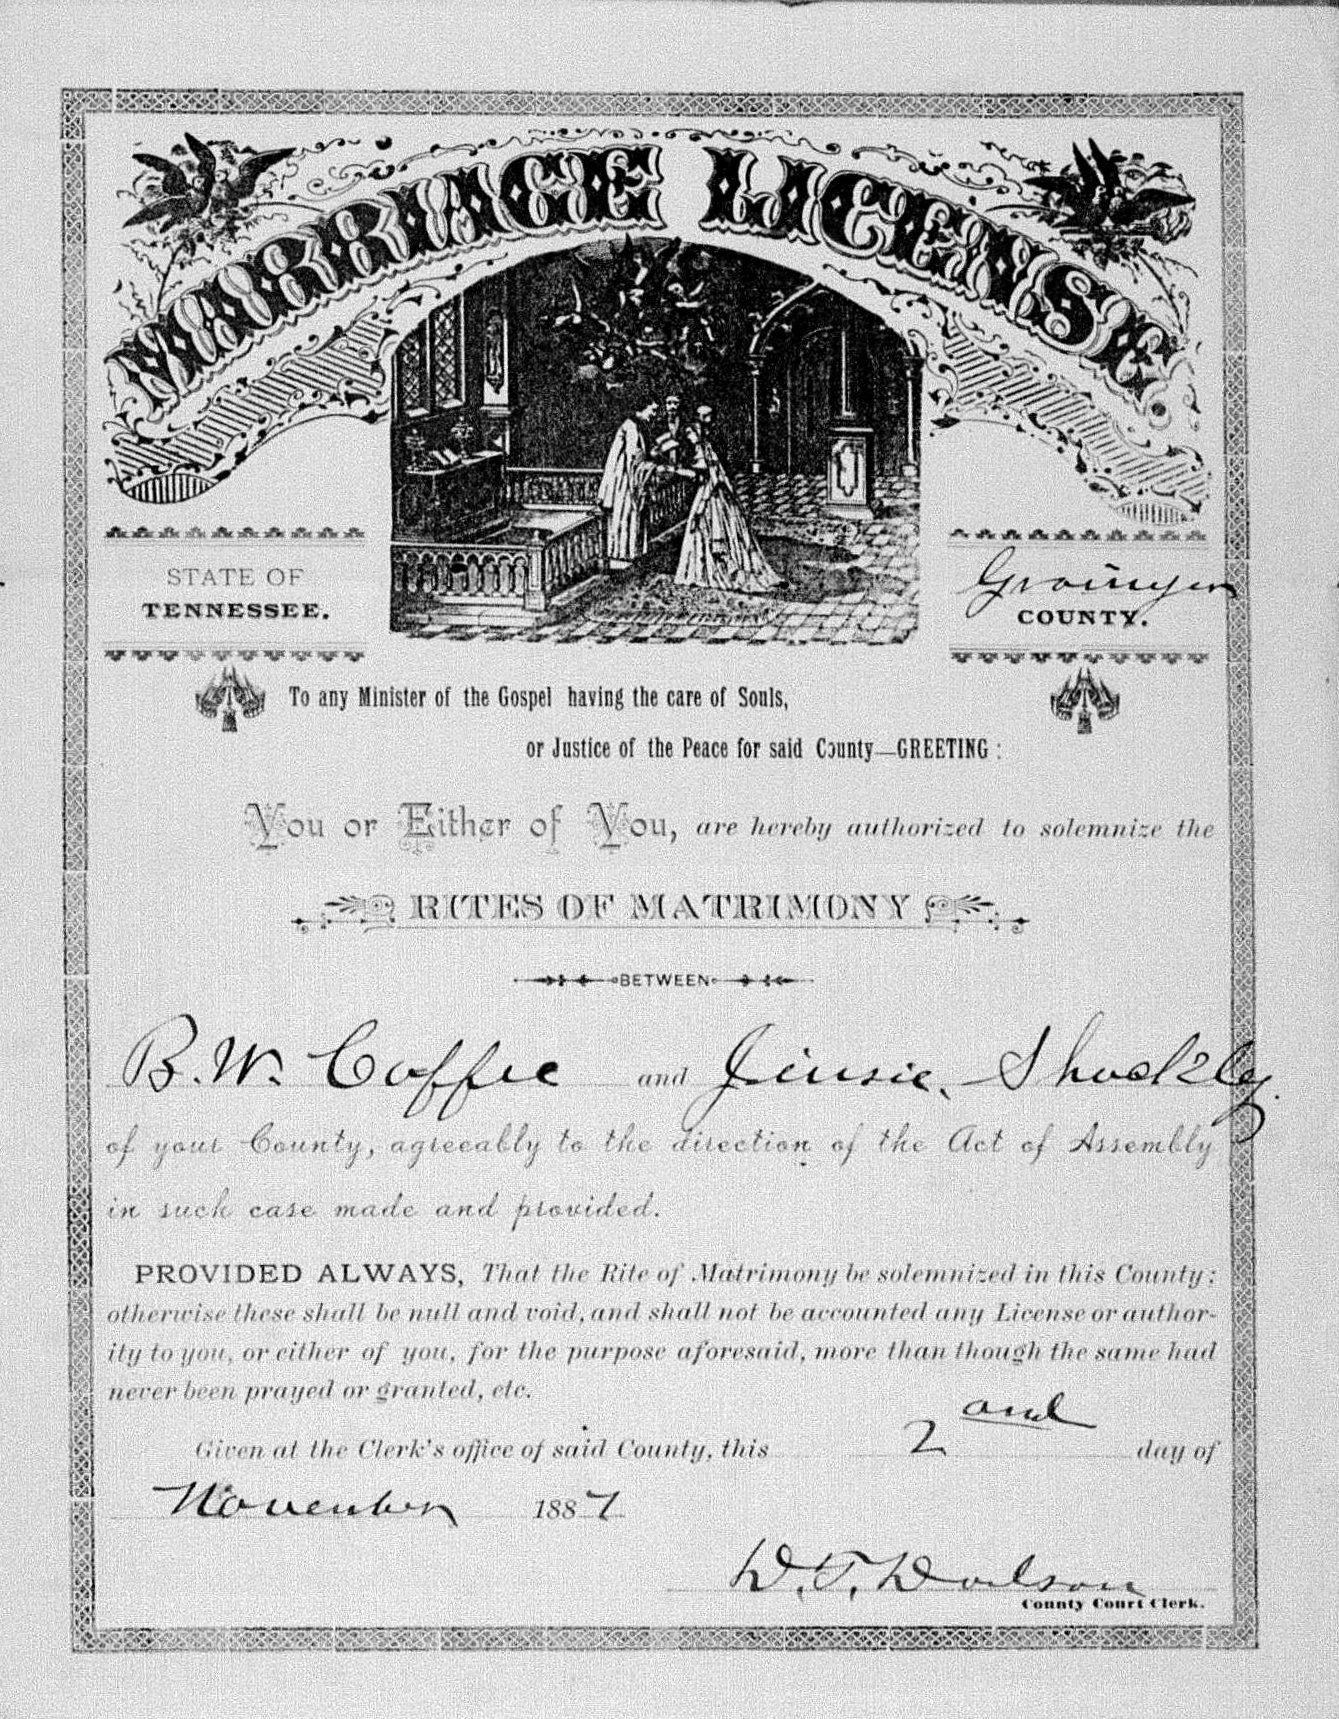 MARRIAGE LICENSE
STATE OF
TENNESSEE.
Grainger
COUNTY.
To any Minister of the Gospel having the care of Souls,
or Justice of the Peace for said County—GREETING:
You or Either of You, are hereby authorized to solemnize the
RITES OF MATRIMONY
BETWEEN
B. W. Coffee and Jinsie Shockley
of your County, agreeably to the direction of the Act of Assembly
in such case made and provided.
PROVIDED ALWAYS, That the Rite of Matrimony be solemnized in this County:
otherwise these shall be null and void, and shall not be accounted any License or author-
ity to you, or either of you, for the purpose aforesaid, more than though the same had
never been prayed or granted, etc.
Given at the Clerk's office of said County, this 2 and day of
November 1887
D. T. Dodson
County Court Clerk.